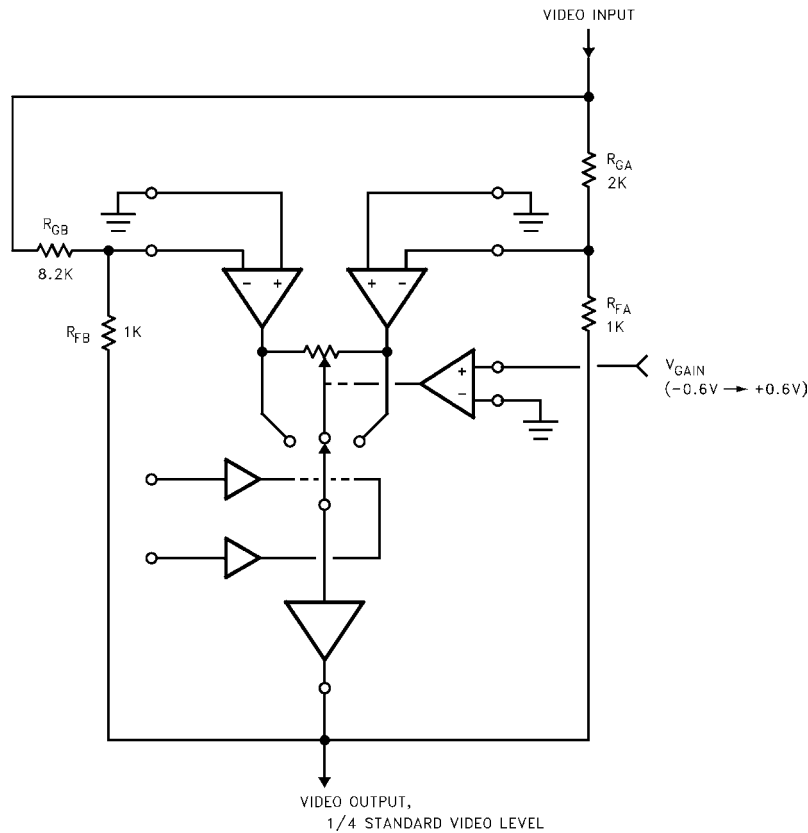 VIDEO INPUT
R_GA
2K
R_GB
8.2K
− +
+ −
R_FB 1K
R_FA
1K
+
−
V_GAIN
(−0.6V → +0.6V)
VIDEO OUTPUT,
1/4 STANDARD VIDEO LEVEL